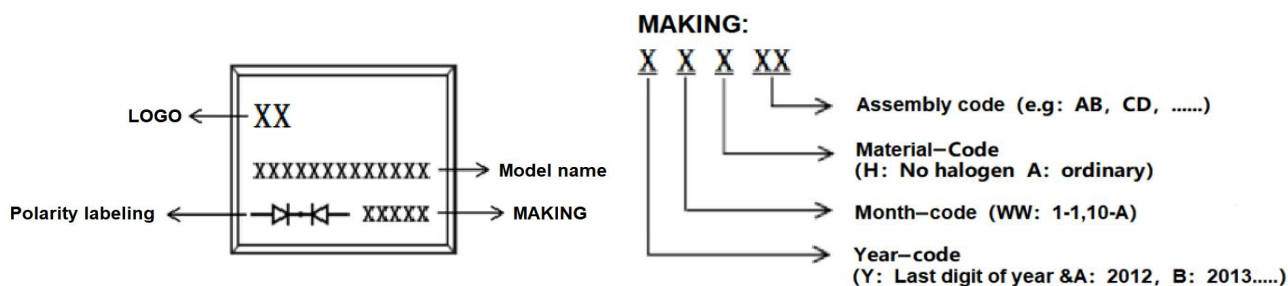 LOGO
XX
XXXXXXXXXXXXX
Model name
Polarity labeling
XXXXX
MAKING
MAKING:
X X X XX
Assembly code (e.g: AB, CD, ......)
Material-Code
(H: No halogen A: ordinary)
Month-code (WW: 1-1,10-A)
Year-code
(Y: Last digit of year &A: 2012, B: 2013.....)